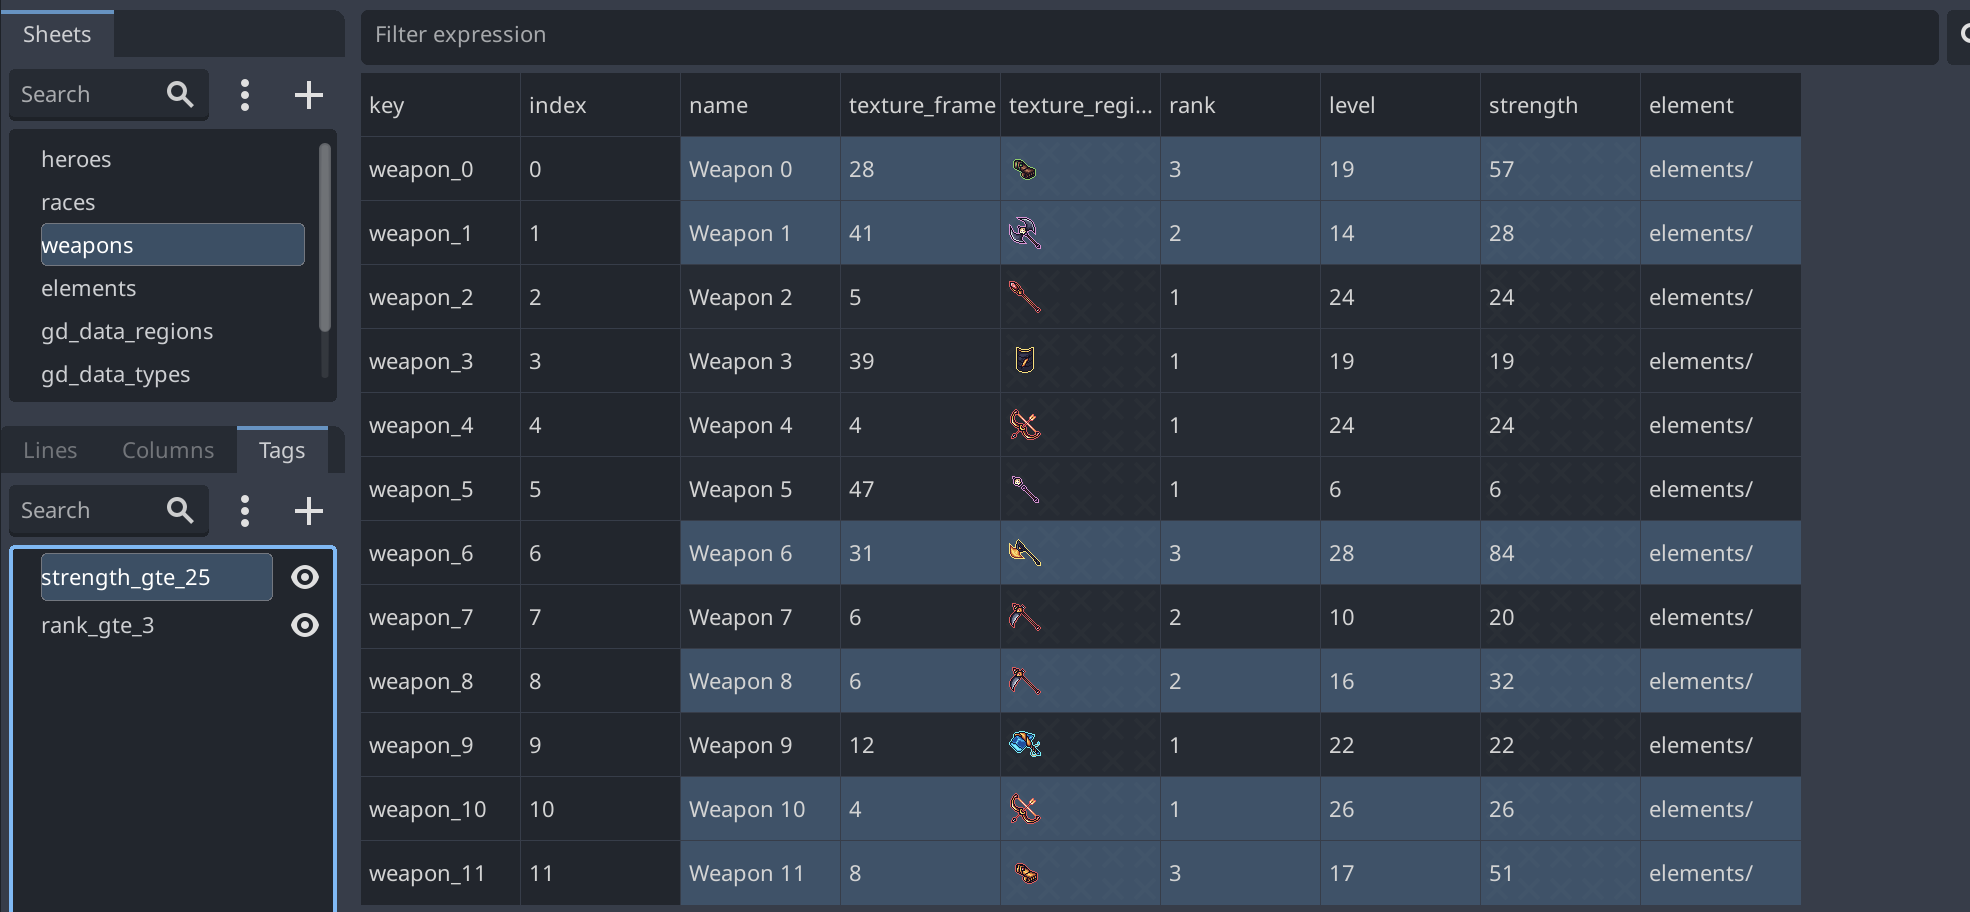 Sheets
Search
heroes
races
weapons
elements
gd_data_regions
gd_data_types
Lines Columns Tags
Search
strength_gte_25
rank_gte_3
Filter expression
key index name texture_frame texture_regi... rank level strength element
weapon_0 0 Weapon 0 28 3 19 57 elements/
weapon_1 1 Weapon 1 41 2 14 28 elements/
weapon_2 2 Weapon 2 5 1 24 24 elements/
weapon_3 3 Weapon 3 39 1 19 19 elements/
weapon_4 4 Weapon 4 4 1 24 24 elements/
weapon_5 5 Weapon 5 47 1 6 6 elements/
weapon_6 6 Weapon 6 31 3 28 84 elements/
weapon_7 7 Weapon 7 6 2 10 20 elements/
weapon_8 8 Weapon 8 6 2 16 32 elements/
weapon_9 9 Weapon 9 12 1 22 22 elements/
weapon_10 10 Weapon 10 4 1 26 26 elements/
weapon_11 11 Weapon 11 8 3 17 51 elements/